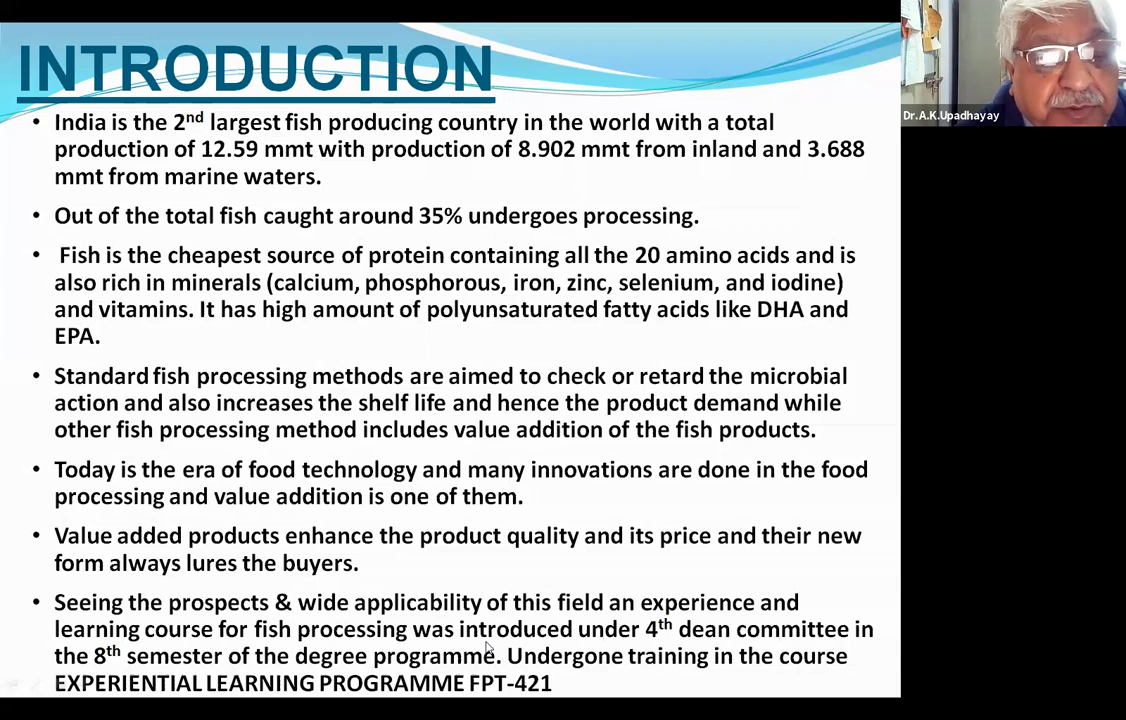 INTRODUCTION
• India is the 2nd largest fish producing country in the world with a total
production of 12.59 mmt with production of 8.902 mmt from inland and 3.688
mmt from marine waters.
• Out of the total fish caught around 35% undergoes processing.
• Fish is the cheapest source of protein containing all the 20 amino acids and is
also rich in minerals (calcium, phosphorous, iron, zinc, selenium, and iodine)
and vitamins. It has high amount of polyunsaturated fatty acids like DHA and
EPA.
• Standard fish processing methods are aimed to check or retard the microbial
action and also increases the shelf life and hence the product demand while
other fish processing method includes value addition of the fish products.
• Today is the era of food technology and many innovations are done in the food
processing and value addition is one of them.
• Value added products enhance the product quality and its price and their new
form always lures the buyers.
• Seeing the prospects & wide applicability of this field an experience and
learning course for fish processing was introduced under 4th dean committee in
the 8th semester of the degree programme. Undergone training in the course
EXPERIENTIAL LEARNING PROGRAMME FPT-421
Dr.A.K.Upadhayay